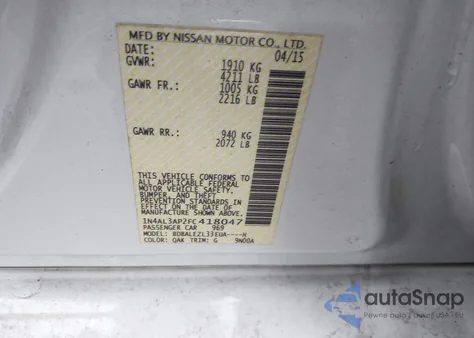 MFD BY NISSAN MOTOR CO., LTD.
DATE: 04/15
GVWR: 1910 KG
4211 LB
GAWR FR.: 1005 KG
2216 LB
GAWR RR.: 940 KG
2072 LB
THIS VEHICLE CONFORMS TO
ALL APPLICABLE FEDERAL
MOTOR VEHICLE SAFETY,
BUMPER, AND THEFT
PREVENTION STANDARDS IN
EFFECT ON THE DATE OF
MANUFACTURE SHOWN ABOVE.
1N4AL3AP2FC418047
PASSENGER CAR 969
MODEL: BDBALEZL33EUA----H
COLOR: QAK TRIM: G 9N00A
autoSnap